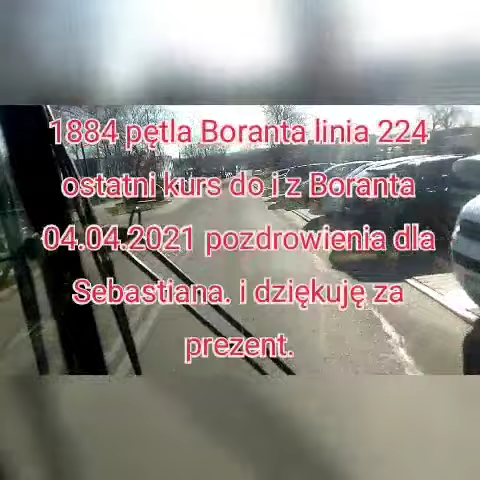 1884 pętla Boranta linia 224
ostatni kurs do i z Boranta
04.04.2021 pozdrowienia dla
Sebastiana. i dziękuję za
prezent.